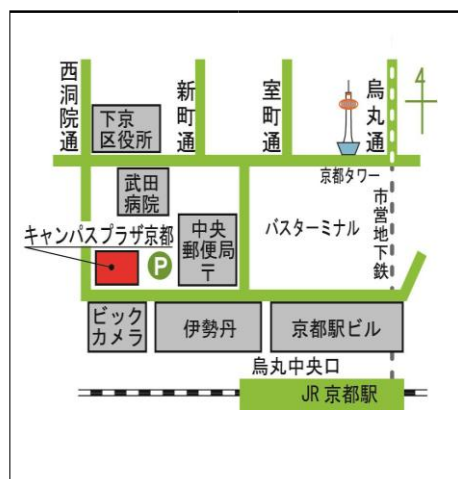 西洞院通
新町通
室町通
烏丸通
4
下京
区役所
京都タワー
武田
病院
市営地下鉄
バスターミナル
中央
郵便局
〒
キャンパスプラザ京都
P
ビック
カメラ
伊勢丹
京都駅ビル
烏丸中央口
JR 京都駅